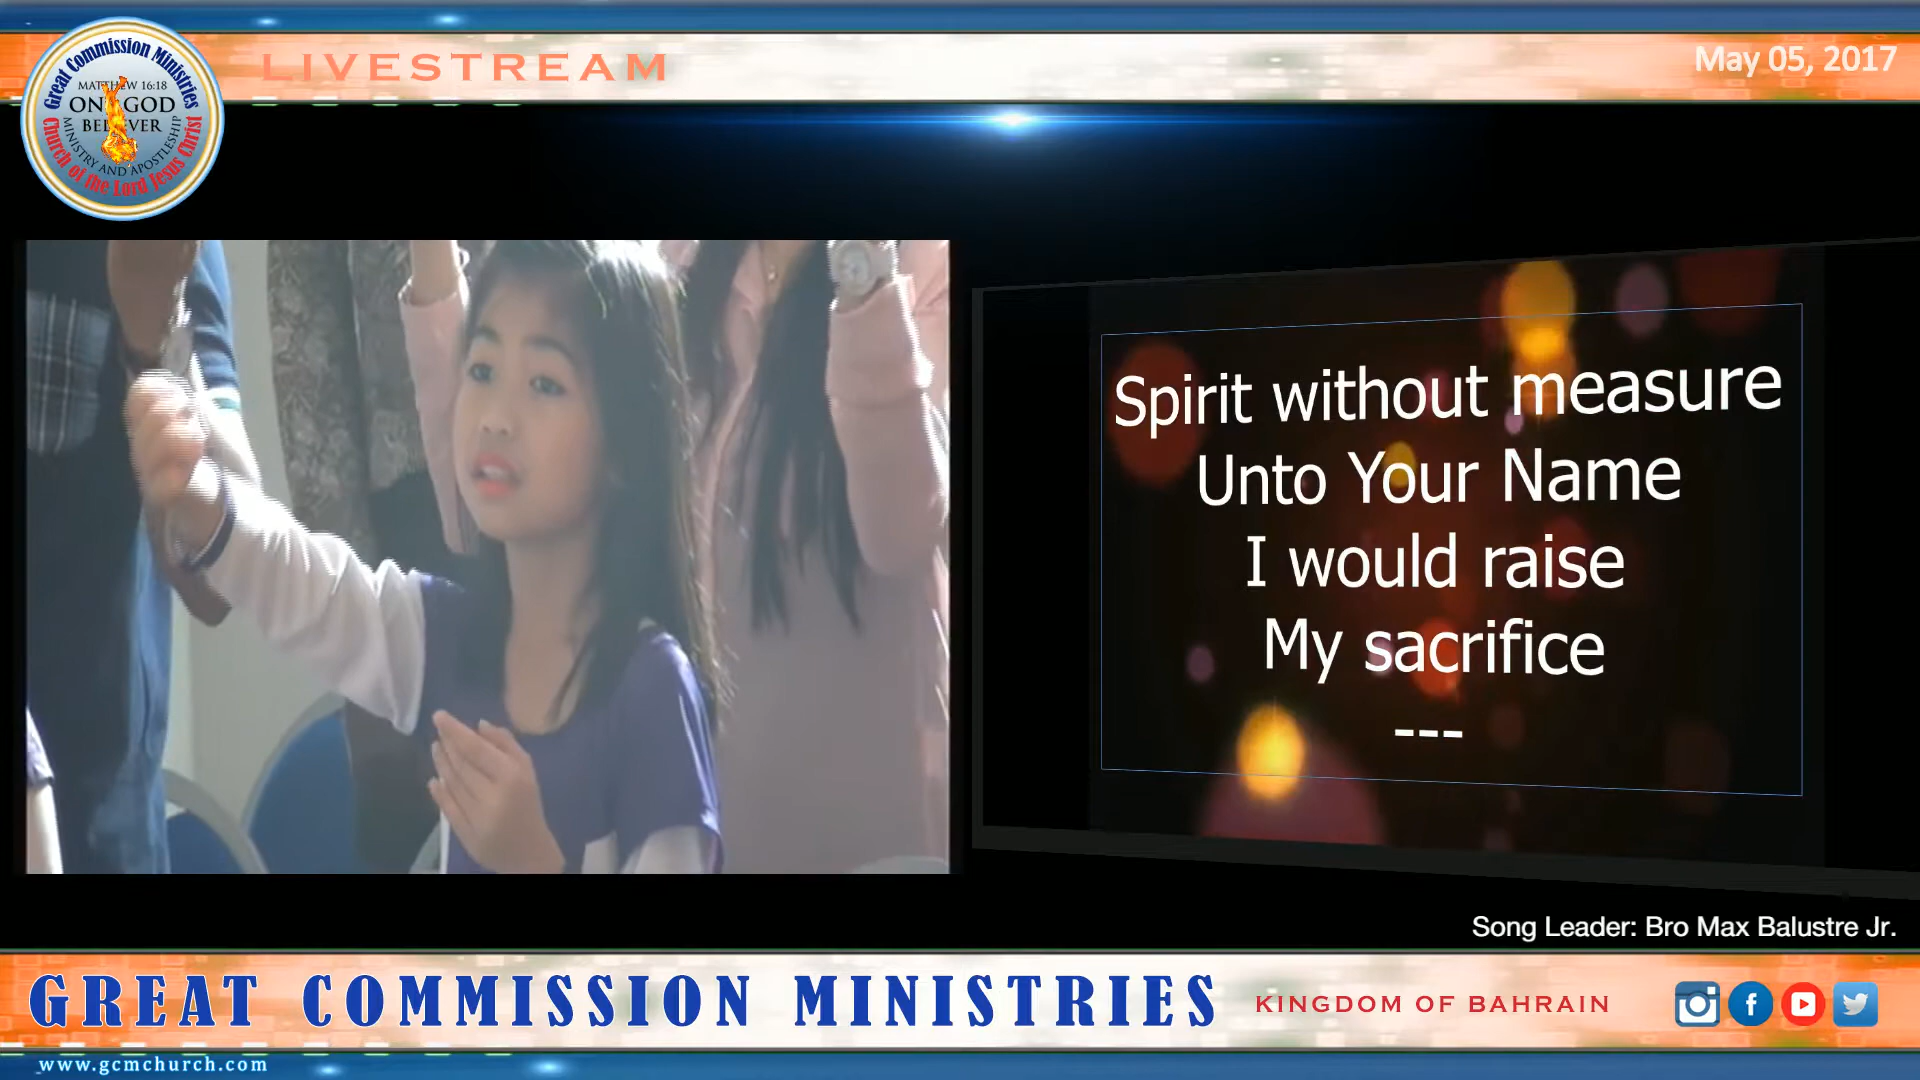 LIVESTREAM
May 05, 2017
Great Commission Ministries
MATTHEW 16:18
ONE GOD
BELIEVER
MINISTRY AND APOSTLESHIP
Church of the Lord Jesus Christ
Spirit without measure
Unto Your Name
I would raise
My sacrifice
---
Song Leader: Bro Max Balustre Jr.
GREAT COMMISSION MINISTRIES
KINGDOM OF BAHRAIN
www.gcmchurch.com